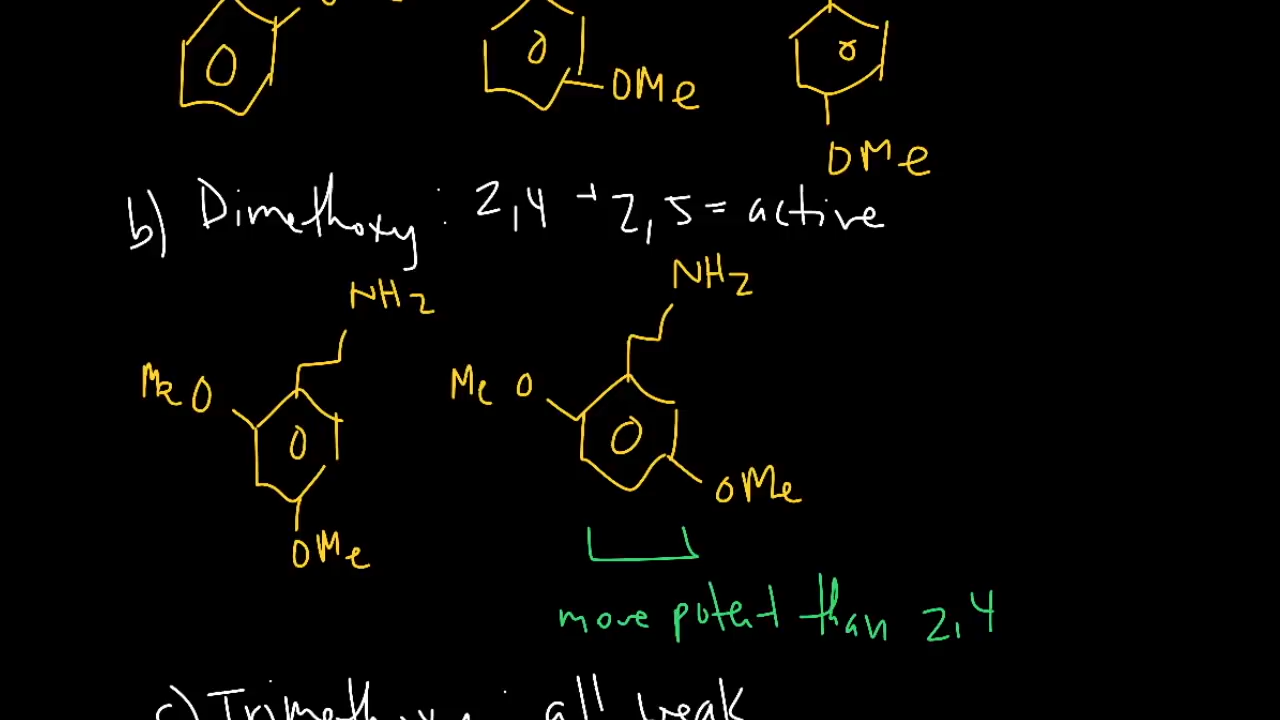 OMe
OMe
b) Dimethoxy: 2,4 + 2,5 = active
NH2
NH2
MeO
MeO
OMe
OMe
more potent than 2,4
c) Trimethoxy: all weak